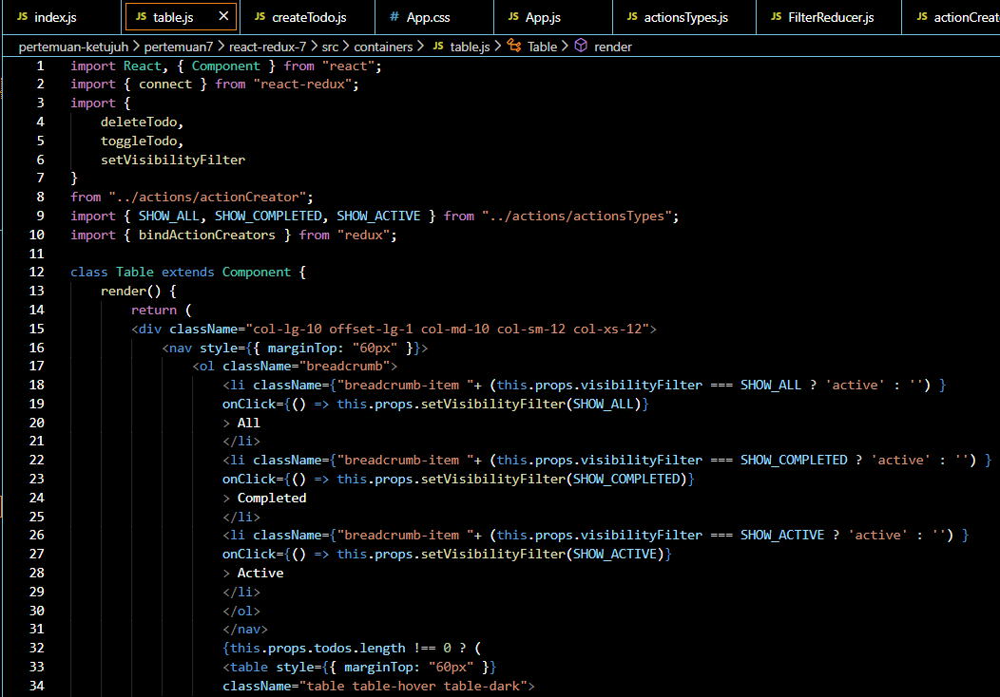 JS index.js JS table.js × JS createTodo.js # App.css JS App.js JS actionsTypes.js JS FilterReducer.js JS actionCreat
pertemuan-ketujuh > pertemuan7 > react-redux-7 > src > containers > JS table.js > Table > render
1 import React, { Component } from "react";
2 import { connect } from "react-redux";
3 import {
4 deleteTodo,
5 toggleTodo,
6 setVisibilityFilter
7 }
8 from "../actions/actionCreator";
9 import { SHOW_ALL, SHOW_COMPLETED, SHOW_ACTIVE } from "../actions/actionsTypes";
10 import { bindActionCreators } from "redux";
11
12 class Table extends Component {
13 render() {
14 return (
15 <div className="col-lg-10 offset-lg-1 col-md-10 col-sm-12 col-xs-12">
16 <nav style={{ marginTop: "60px" }}>
17 <ol className="breadcrumb">
18 <li className={"breadcrumb-item "+ (this.props.visibilityFilter === SHOW_ALL ? 'active' : '') }
19 onClick={() => this.props.setVisibilityFilter(SHOW_ALL)}
20 > All
21 </li>
22 <li className={"breadcrumb-item "+ (this.props.visibilityFilter === SHOW_COMPLETED ? 'active' : '') }
23 onClick={() => this.props.setVisibilityFilter(SHOW_COMPLETED)}
24 > Completed
25 </li>
26 <li className={"breadcrumb-item "+ (this.props.visibilityFilter === SHOW_ACTIVE ? 'active' : '') }
27 onClick={() => this.props.setVisibilityFilter(SHOW_ACTIVE)}
28 > Active
29 </li>
30 </ol>
31 </nav>
32 {this.props.todos.length !== 0 ? (
33 <table style={{ marginTop: "60px" }}
34 className="table table-hover table-dark">